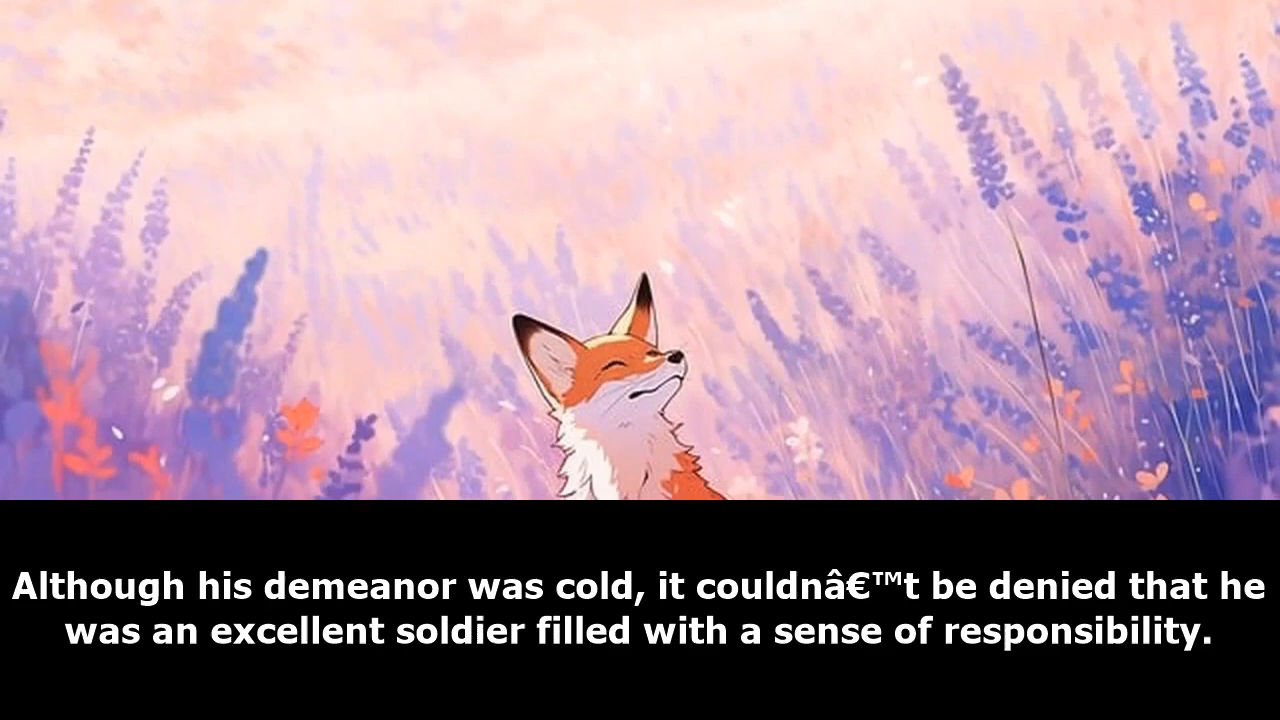 Although his demeanor was cold, it couldnâ€™t be denied that he
was an excellent soldier filled with a sense of responsibility.